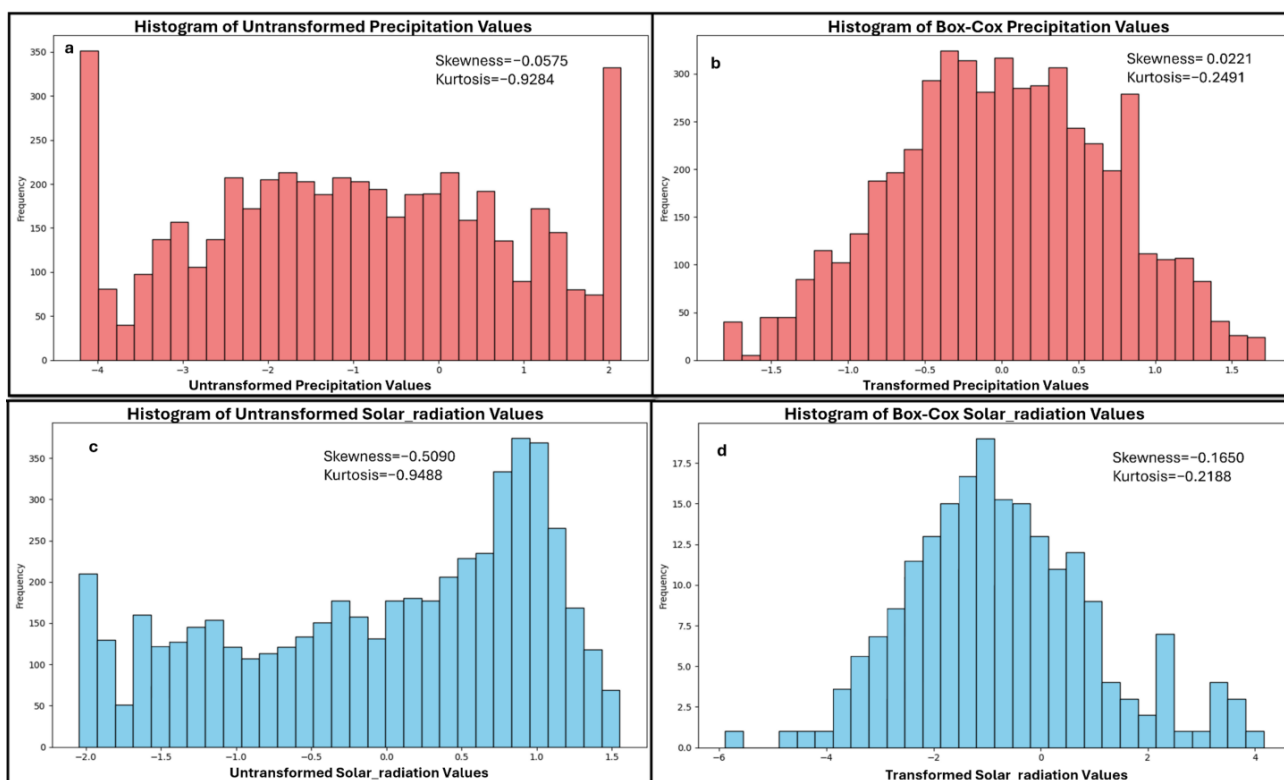 Histogram of Untransformed Precipitation Values
a
Skewness=−0.0575
Kurtosis=−0.9284
Frequency
350
300
250
200
150
100
50
0
−4 −3 −2 −1 0 1 2
Untransformed Precipitation Values
Histogram of Box-Cox Precipitation Values
b
Skewness= 0.0221
Kurtosis=−0.2491
Frequency
300
250
200
150
100
50
0
−1.5 −1.0 −0.5 0.0 0.5 1.0 1.5
Transformed Precipitation Values
Histogram of Untransformed Solar_radiation Values
c
Skewness=−0.5090
Kurtosis=−0.9488
Frequency
350
300
250
200
150
100
50
0
−2.0 −1.5 −1.0 −0.5 0.0 0.5 1.0 1.5
Untransformed Solar_radiation Values
Histogram of Box-Cox Solar_radiation Values
d
Skewness=−0.1650
Kurtosis=−0.2188
Frequency
17.5
15.0
12.5
10.0
7.5
5.0
2.5
0.0
−6 −4 −2 0 2 4
Transformed Solar_radiation Values